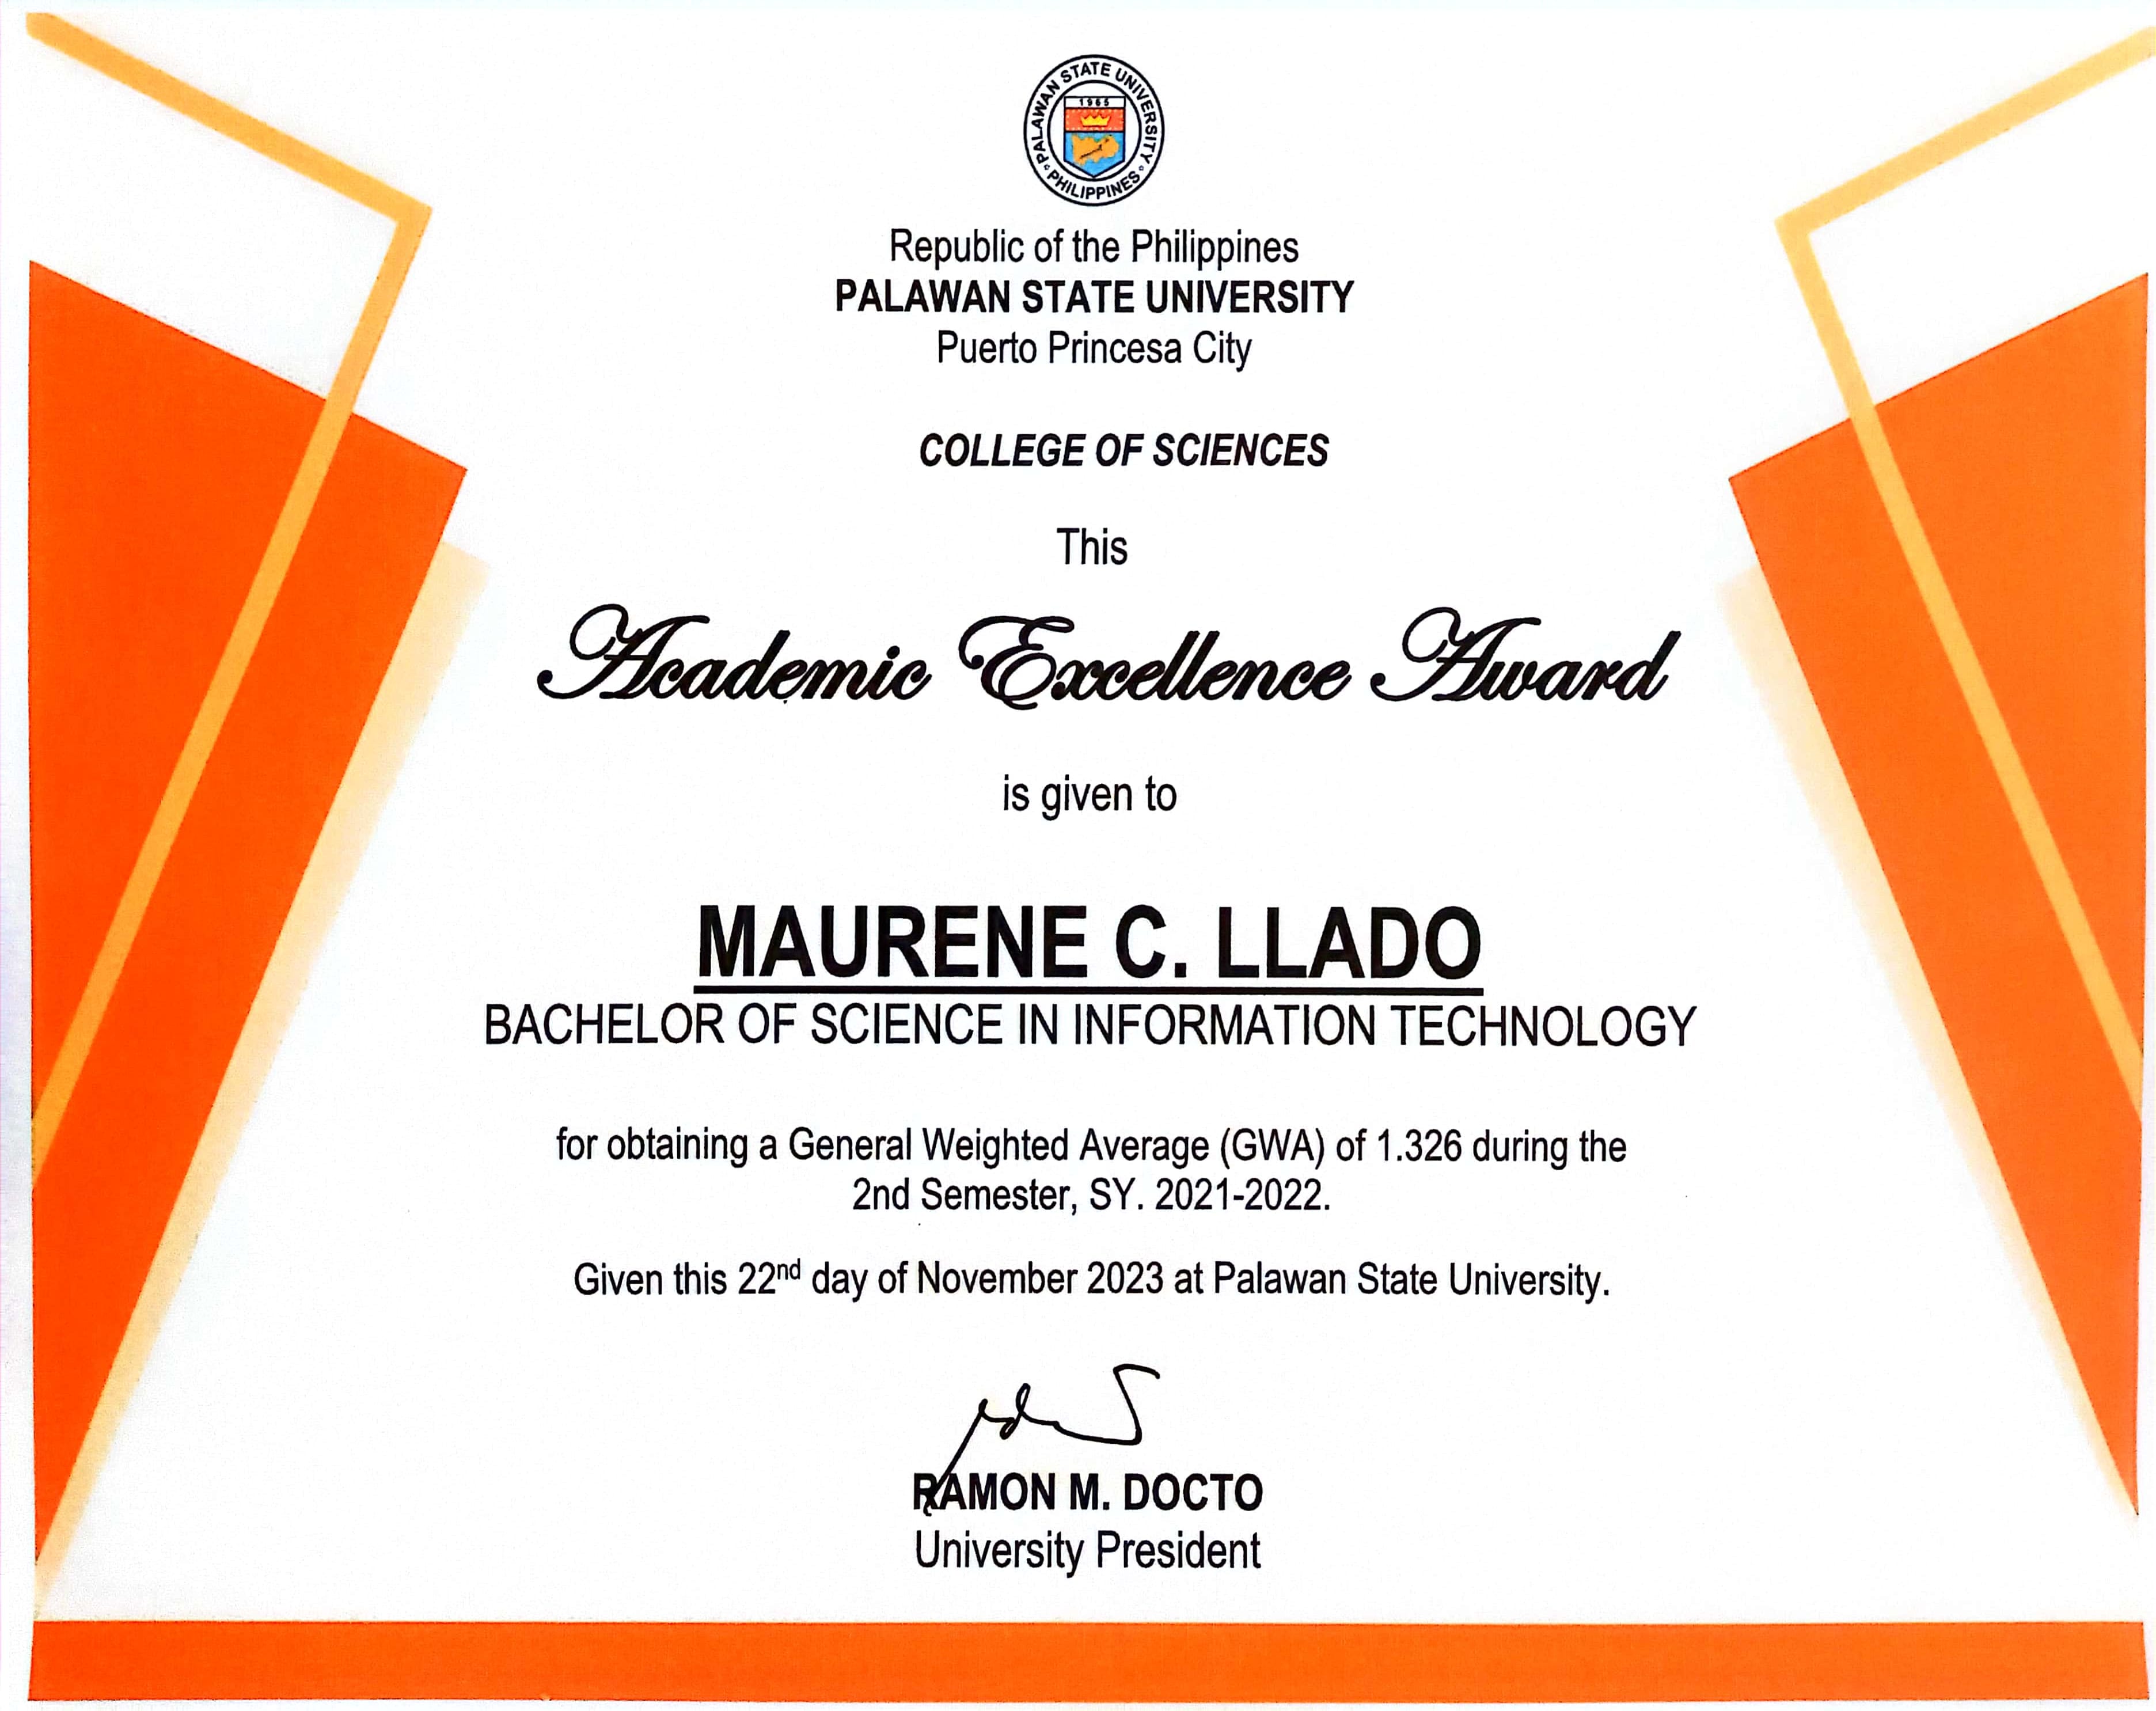 PALAWAN STATE UNIVERSITY
PHILIPPINES
1965
Republic of the Philippines
PALAWAN STATE UNIVERSITY
Puerto Princesa City
COLLEGE OF SCIENCES
This
Academic Excellence Award
is given to
MAURENE C. LLADO
BACHELOR OF SCIENCE IN INFORMATION TECHNOLOGY
for obtaining a General Weighted Average (GWA) of 1.326 during the
2nd Semester, SY. 2021-2022.
Given this 22nd day of November 2023 at Palawan State University.
RAMON M. DOCTO
University President